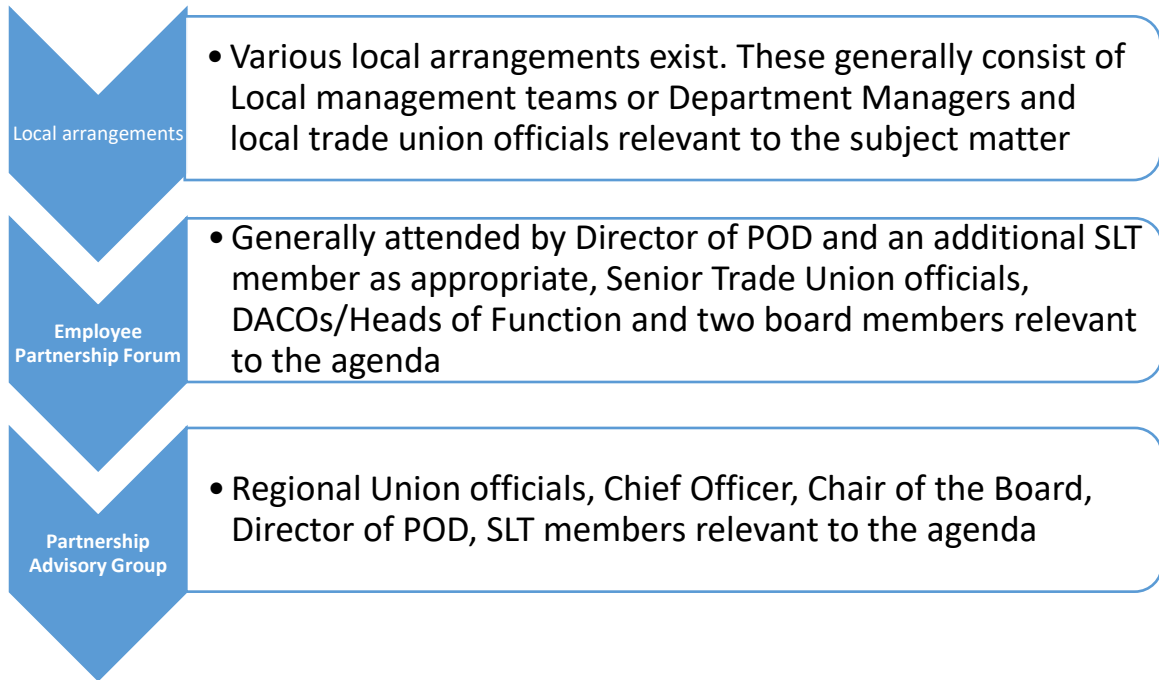 Local arrangements
• Various local arrangements exist. These generally consist of
Local management teams or Department Managers and
local trade union officials relevant to the subject matter
Employee
Partnership Forum
• Generally attended by Director of POD and an additional SLT
member as appropriate, Senior Trade Union officials,
DACOs/Heads of Function and two board members relevant
to the agenda
Partnership
Advisory Group
• Regional Union officials, Chief Officer, Chair of the Board,
Director of POD, SLT members relevant to the agenda